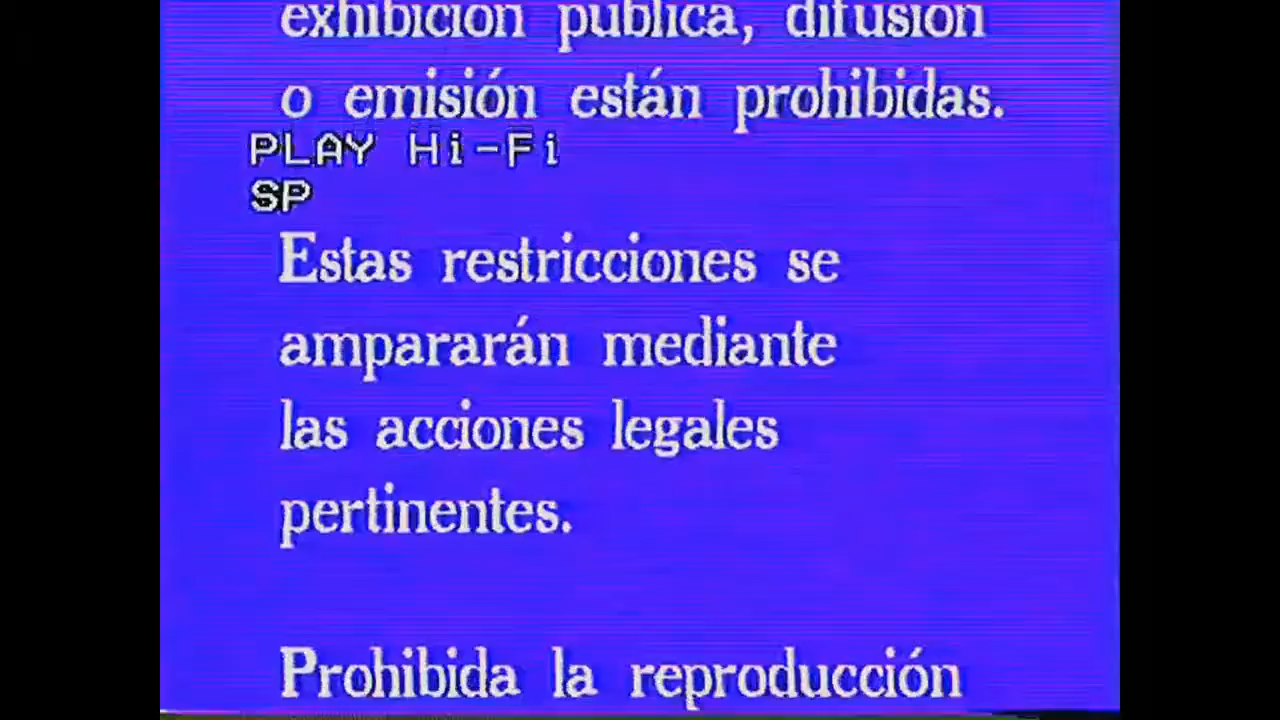 exhibición pública, difusión
o emisión están prohibidas.
PLAY Hi-Fi
SP
Estas restricciones se
ampararán mediante
las acciones legales
pertinentes.
Prohibida la reproducción